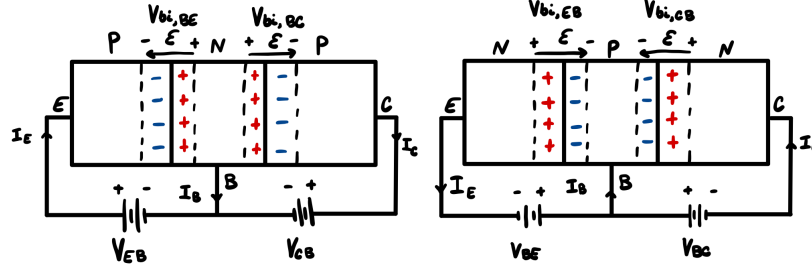 Vbi,BE Vbi,BC
P - ε + N + ε - P
E C
- + + -
- + + -
- + + -
- + + -
IE IC
B
+ - IB - +
VEB VCB
Vbi,EB Vbi,CB
N + ε - P - ε + N
E C
+ - - +
+ - - +
+ - - +
+ - - +
IE I
B
- + IB + -
VBE VBC